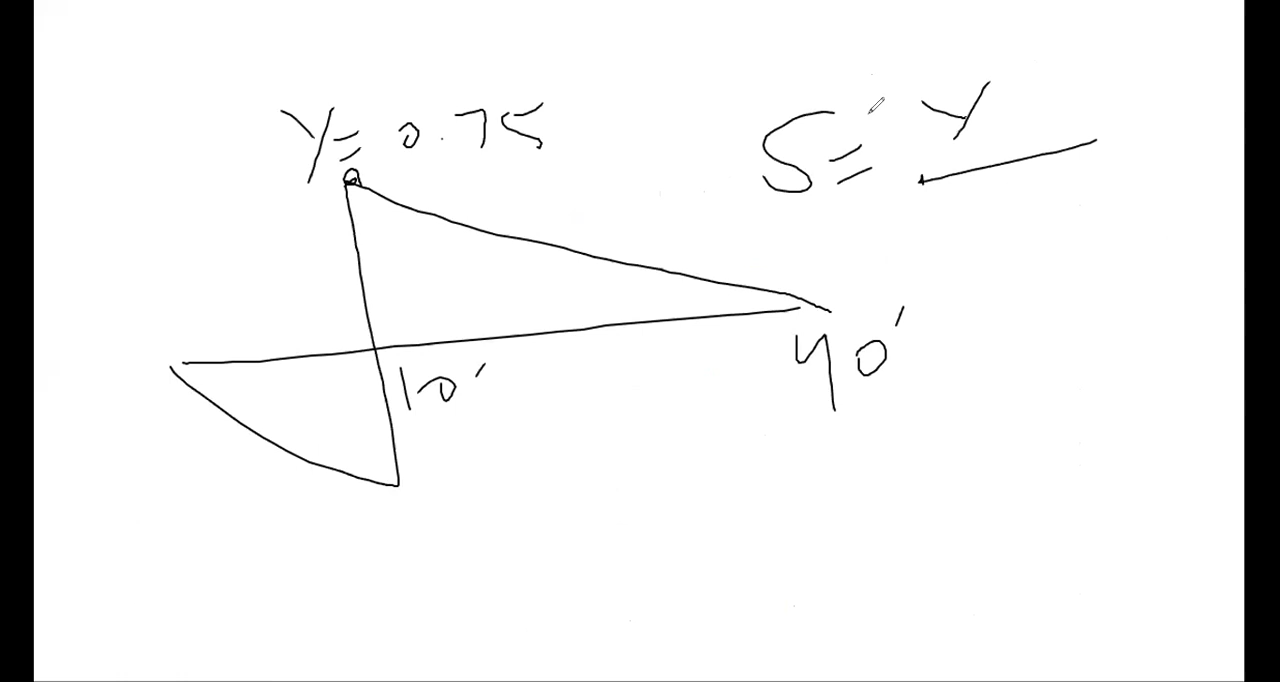 Y = 0.75
S = Y
40'
10'